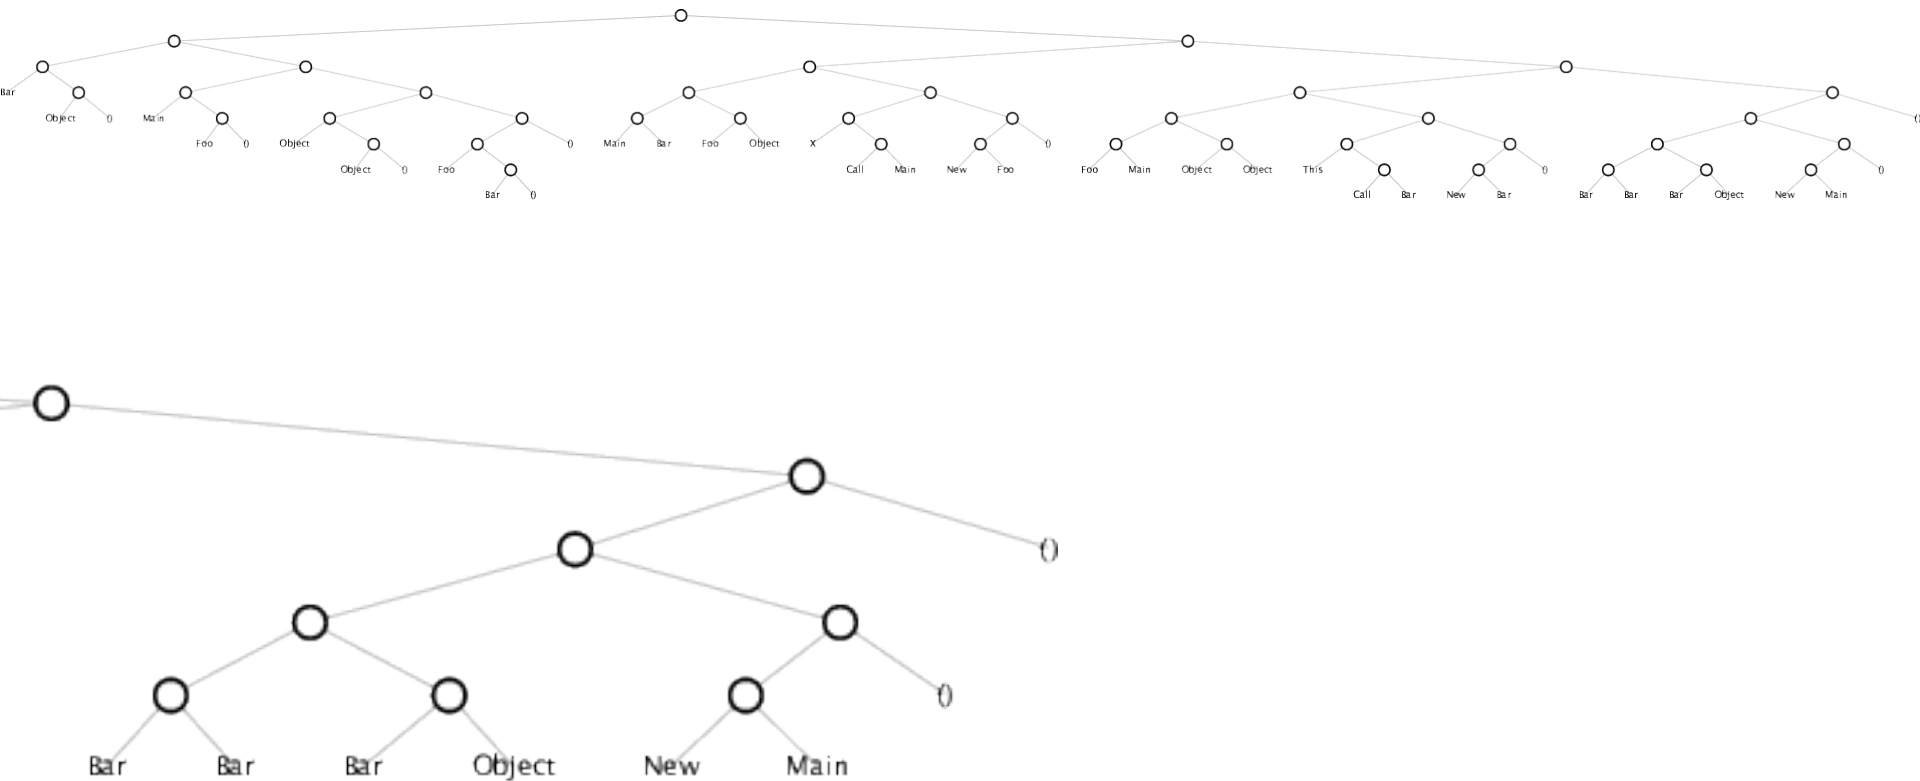 Bar
Object () Main ()
Foo () Object () Main Bar Foo Object X ()
Object () Foo Call Main New Foo Foo Main Object Object This () ()
Bar () Call Bar New Bar Bar Bar Bar Object New Main
()
()
Bar Bar Bar Object New Main